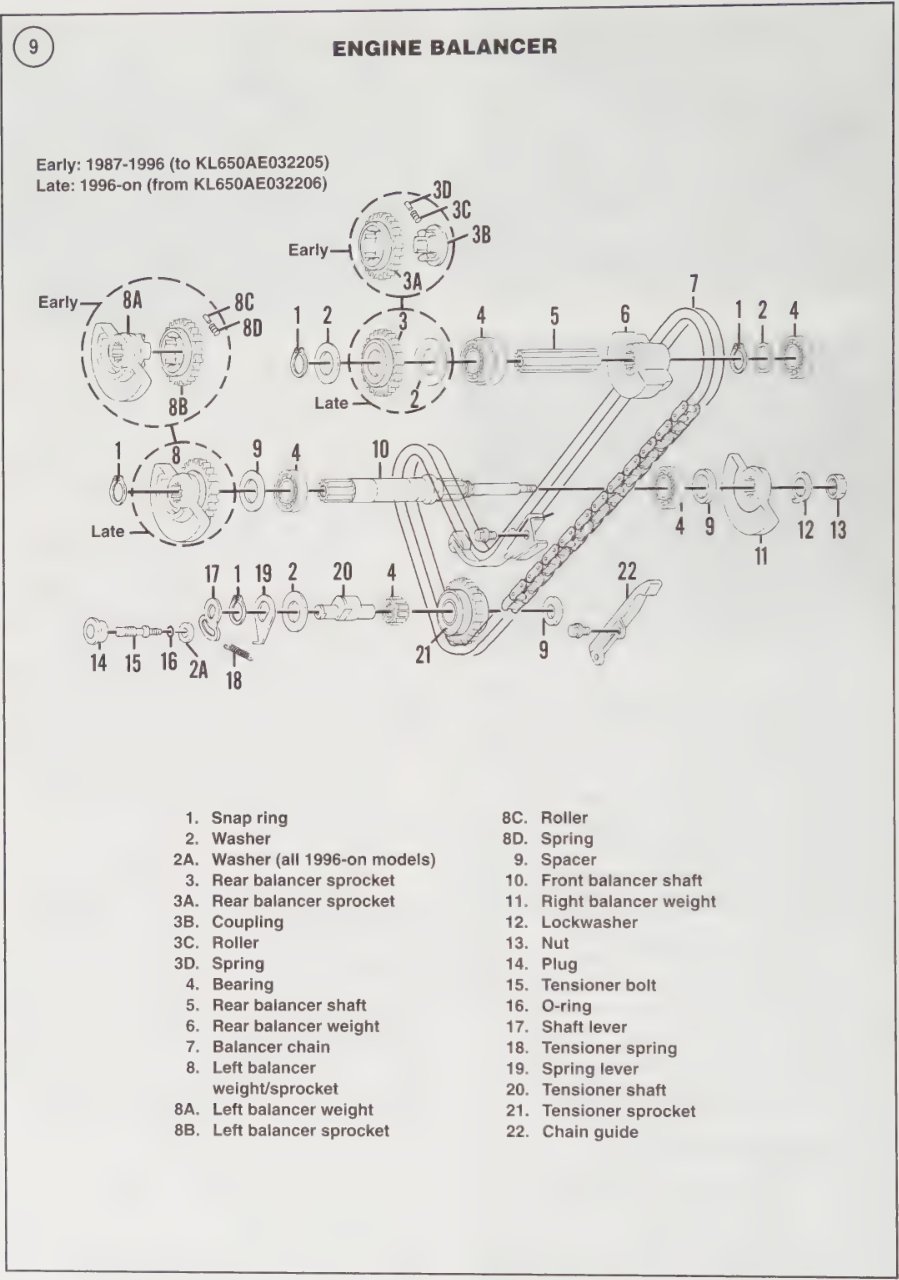 9
ENGINE BALANCER
Early: 1987-1996 (to KL650AE032205)
Late: 1996-on (from KL650AE032206)
3D
3C
3B
Early
3A
7
Early
8A
8C
8D
1
2
3
4
5
6
1
2
4
Late
2
8B
1
8
9
4
10
Late
4
9
11
12
13
17
1
19
2
20
4
22
14
15
16
2A
18
21
9
1. Snap ring
2. Washer
2A. Washer (all 1996-on models)
3. Rear balancer sprocket
3A. Rear balancer sprocket
3B. Coupling
3C. Roller
3D. Spring
4. Bearing
5. Rear balancer shaft
6. Rear balancer weight
7. Balancer chain
8. Left balancer
weight/sprocket
8A. Left balancer weight
8B. Left balancer sprocket
8C. Roller
8D. Spring
9. Spacer
10. Front balancer shaft
11. Right balancer weight
12. Lockwasher
13. Nut
14. Plug
15. Tensioner bolt
16. O-ring
17. Shaft lever
18. Tensioner spring
19. Spring lever
20. Tensioner shaft
21. Tensioner sprocket
22. Chain guide